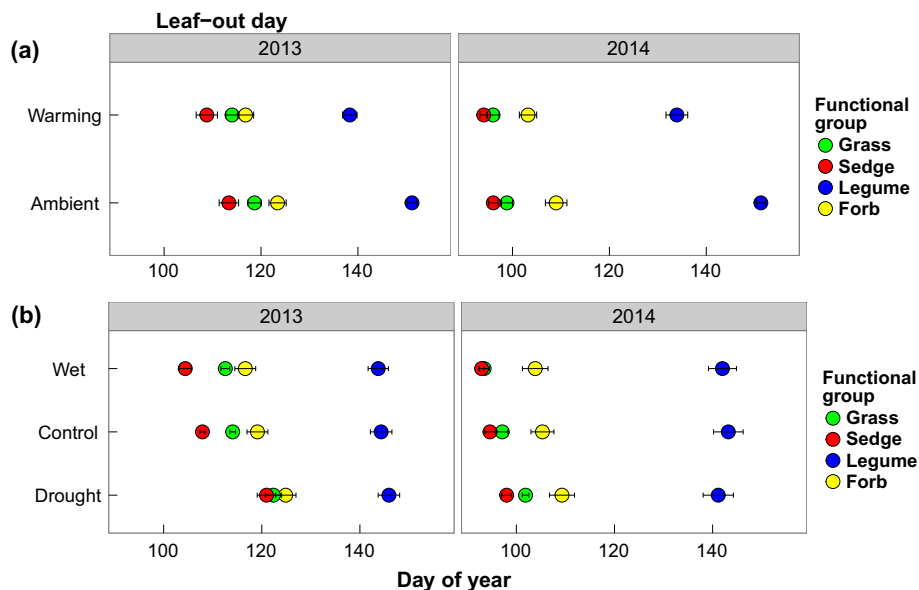 Leaf−out day
(a)
2013
2014
Warming
Ambient
100 120 140
100 120 140
Functional
group
Grass
Sedge
Legume
Forb
(b)
2013
2014
Wet
Control
Drought
100 120 140
100 120 140
Day of year
Functional
group
Grass
Sedge
Legume
Forb